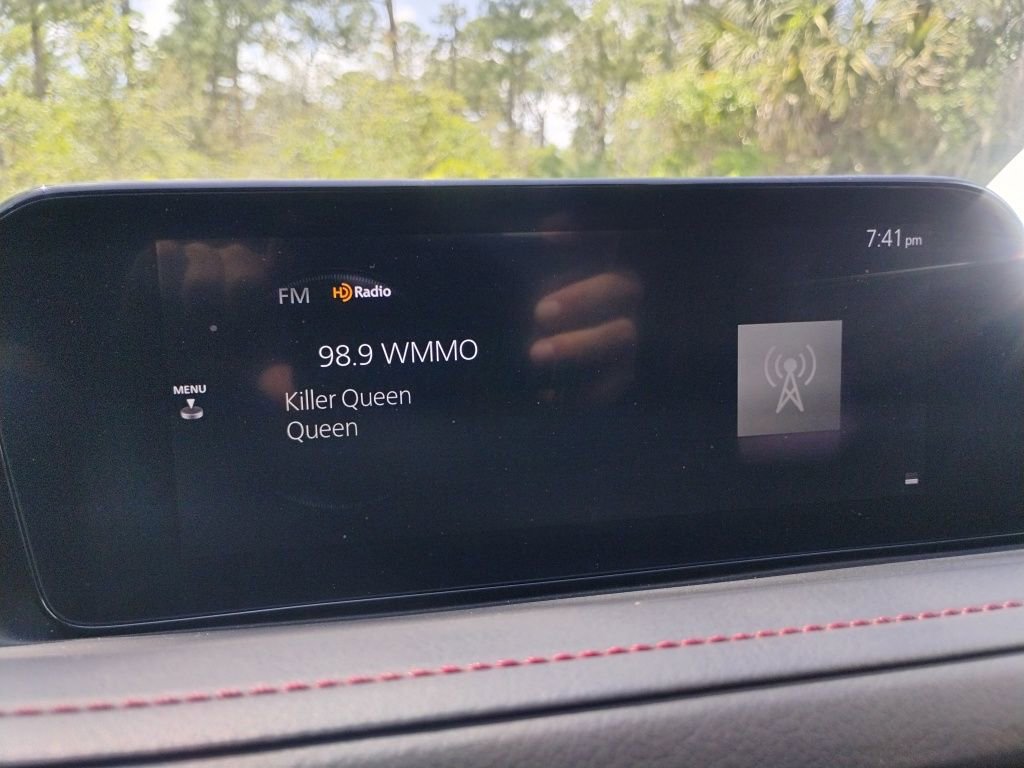 7:41 pm
FM HD Radio
98.9 WMMO
MENU
Killer Queen
Queen